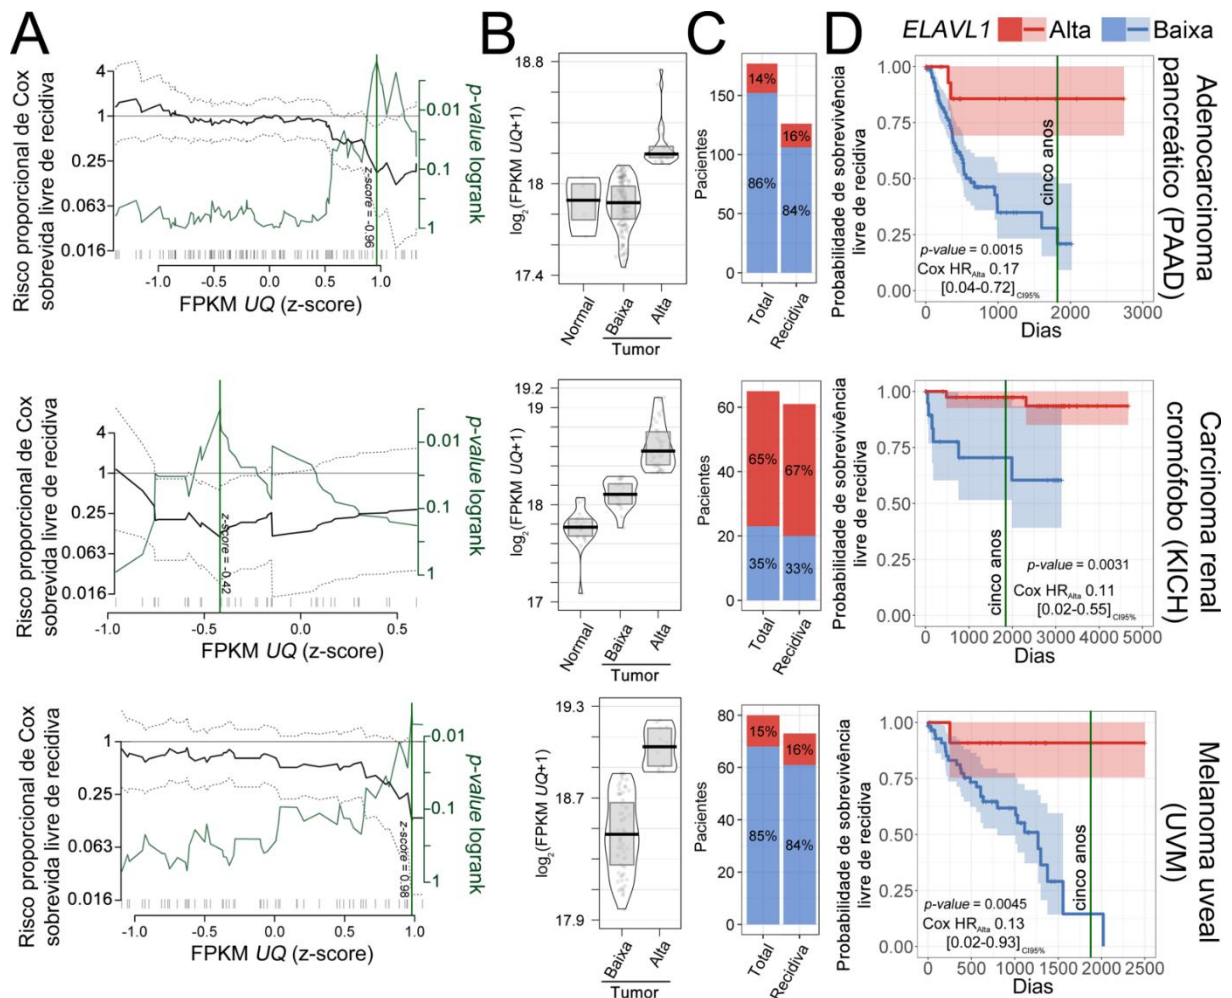 A
B
C
D
ELAVL1 Alta Baixa
Risco proporcional de Cox
sobrevida livre de recidiva
4
1
0.25
0.063
0.016
0.01
0.1
1
p-value logrank
z-score = -0.96
-1.0 -0.5 0.0 0.5 1.0
FPKM UQ (z-score)
log2(FPKM UQ+1)
18.8
18
17.4
Normal
Baixa
Alta
Tumor
Pacientes
150
100
50
0
14%
86%
16%
84%
Total
Recidiva
Probabilidade de sobrevivência
livre de recidiva
1.00
0.75
0.50
0.25
0.00
cinco anos
p-value = 0.0015
Cox HRAlta 0.17
[0.04-0.72]CI95%
0 1000 2000 3000
Dias
Adenocarcinoma
pancreático (PAAD)
Risco proporcional de Cox
sobrevida livre de recidiva
4
1
0.25
0.063
0.016
0.01
0.1
1
p-value logrank
z-score = -0.42
-1.0 -0.5 0.0 0.5
FPKM UQ (z-score)
log2(FPKM UQ+1)
19.2
19
18
17
Normal
Baixa
Alta
Tumor
Pacientes
60
40
20
0
65%
35%
67%
33%
Total
Recidiva
Probabilidade de sobrevivência
livre de recidiva
1.00
0.75
0.50
0.25
0.00
cinco anos
p-value = 0.0031
Cox HRAlta 0.11
[0.02-0.55]CI95%
0 1000 2000 3000 4000 5000
Dias
Carcinoma renal
cromófobo (KICH)
Risco proporcional de Cox
sobrevida livre de recidiva
1
0.25
0.063
0.016
0.01
0.1
1
p-value logrank
z-score = 0.98
-1.0 -0.5 0.0 0.5 1.0
FPKM UQ (z-score)
log2(FPKM UQ+1)
19.3
18.7
17.9
Baixa
Alta
Tumor
Pacientes
80
60
40
20
0
15%
85%
16%
84%
Total
Recidiva
Probabilidade de sobrevivência
livre de recidiva
1.00
0.75
0.50
0.25
0.00
cinco anos
p-value = 0.0045
Cox HRAlta 0.13
[0.02-0.93]CI95%
0 500 1000 1500 2000 2500
Dias
Melanoma uveal
(UVM)